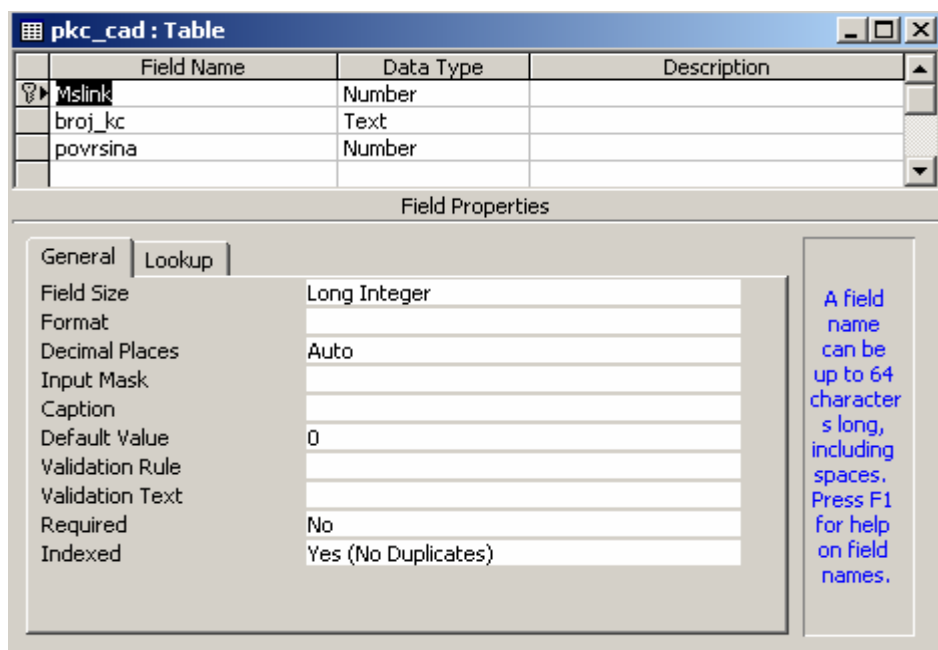 pkc_cad : Table
Field Name Data Type Description
Mslink Number
broj_kc Text
povrsina Number
Field Properties
General Lookup
Field Size Long Integer
Format
Decimal Places Auto
Input Mask
Caption
Default Value 0
Validation Rule
Validation Text
Required No
Indexed Yes (No Duplicates)
A field
name
can be
up to 64
character
s long,
including
spaces.
Press F1
for help
on field
names.